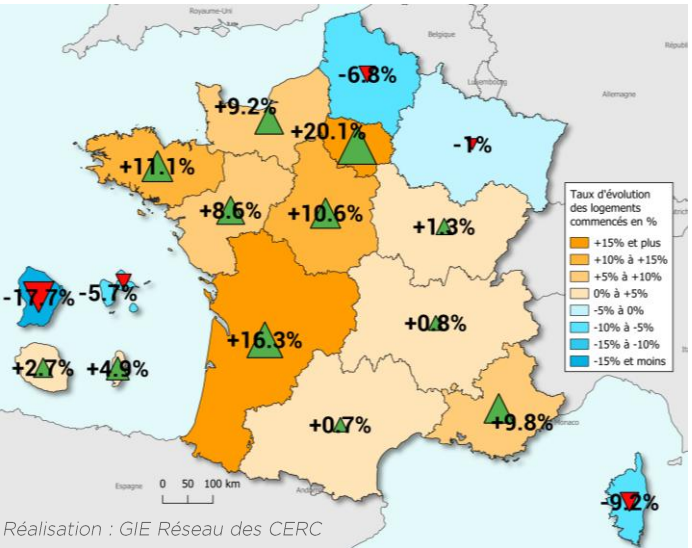 Royaume-Uni
Belgique
Luxembourg
Allemagne
-6.8%
+9.2%
+20.1%
-1%
+11.1%
+8.6%
+10.6%
+1.3%
Taux d'évolution
des logements
commencés en %
+15% et plus
+10% à +15%
+5% à +10%
0% à +5%
-5% à 0%
-10% à -5%
-15% à -10%
-15% et moins
-17.7%
-5.7%
+2.7%
+4.9%
+16.3%
+0.8%
+0.7%
+9.8%
Monaco
-9.2%
Espagne
0 50 100 km
Réalisation : GIE Réseau des CERC